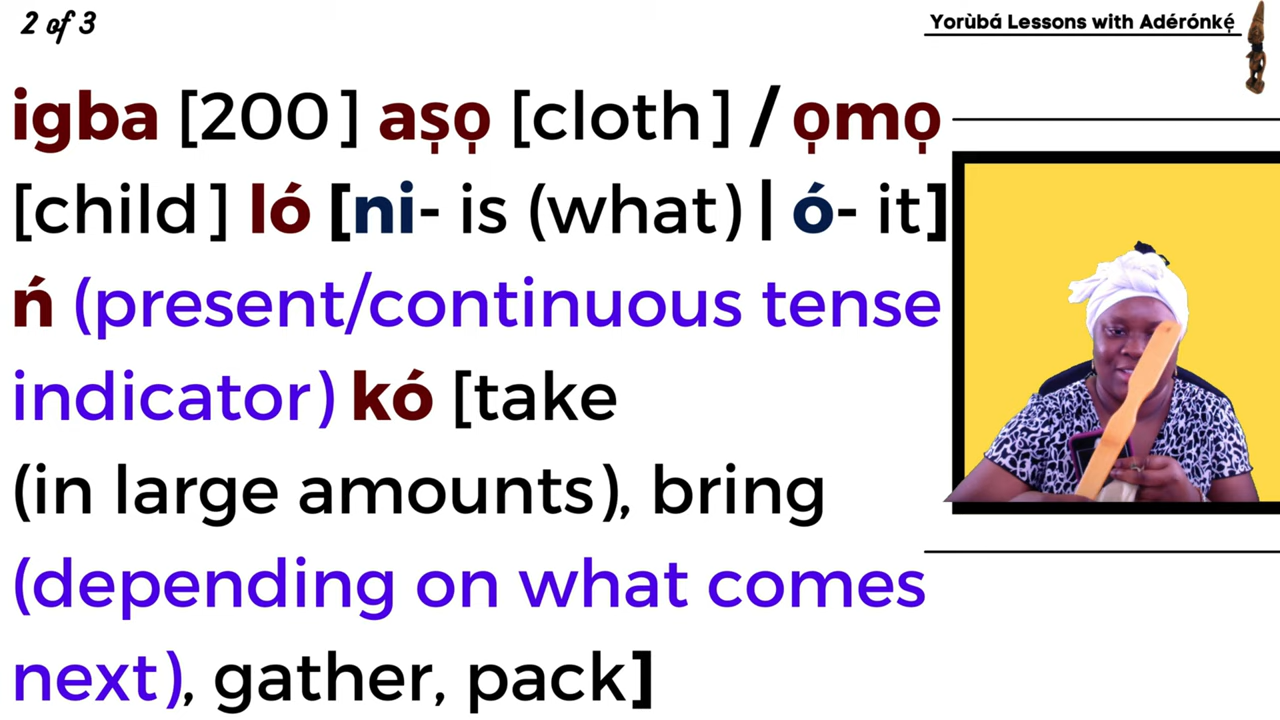 2 of 3
Yorùbá Lessons with Adérónkẹ́
igba [200] aṣọ [cloth] / ọmọ
[child] ló [ni- is (what) | ó- it]
ń (present/continuous tense
indicator) kó [take
(in large amounts), bring
(depending on what comes
next), gather, pack]